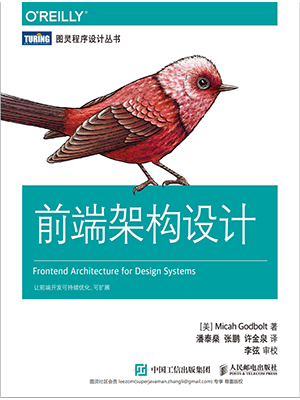 O'REILLY®
TURING 图灵程序设计丛书
前端架构设计
Frontend Architecture for Design Systems
让前端开发可持续优化、可扩展
[美] Micah Godbolt 著
潘泰燊 张鹏 许金泉 译
李弦 审校
中国工信出版集团 人民邮电出版社